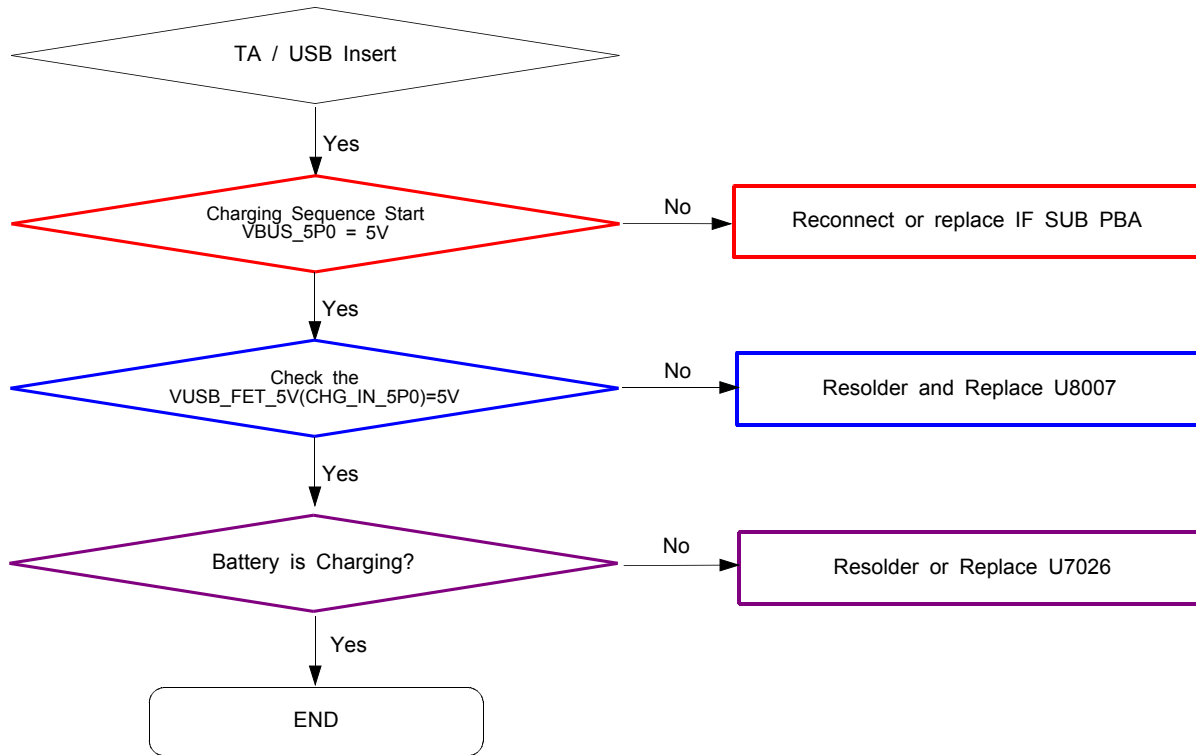 TA / USB Insert
Yes
Charging Sequence Start
VBUS_5P0 = 5V
No
Reconnect or replace IF SUB PBA
Yes
Check the
VUSB_FET_5V(CHG_IN_5P0)=5V
No
Resolder and Replace U8007
Yes
Battery is Charging?
No
Resolder or Replace U7026
Yes
END